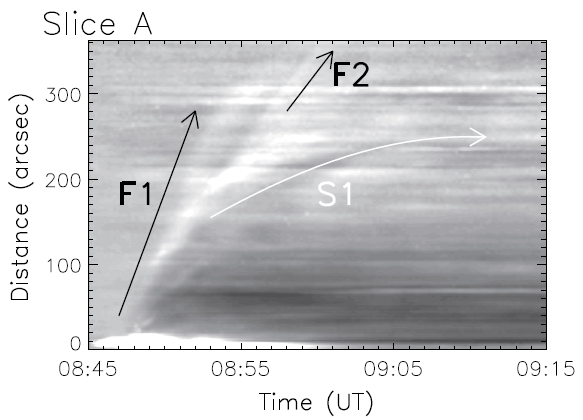 Slice A
Distance (arcsec)
300
200
100
0
F1
F2
S1
08:45
08:55
09:05
09:15
Time (UT)